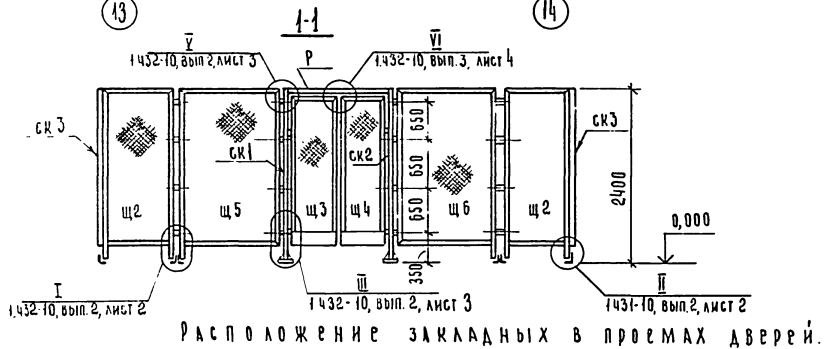 13
14
1-1
V
1.432-10, вып 2, лист 3
VI
1.432-10, вып. 3, лист 4
Р
СК 3
СК1
СК2
СК3
650
650
650
350
2400
0,000
Щ2
Щ5
Щ3
Щ4
Щ6
Щ2
I
1.432-10, вып. 2, лист 2
III
1 432-10, вып. 2, лист 3
II
1431-10, вып. 2, лист 2
Расположение закладных в проемах дверей.